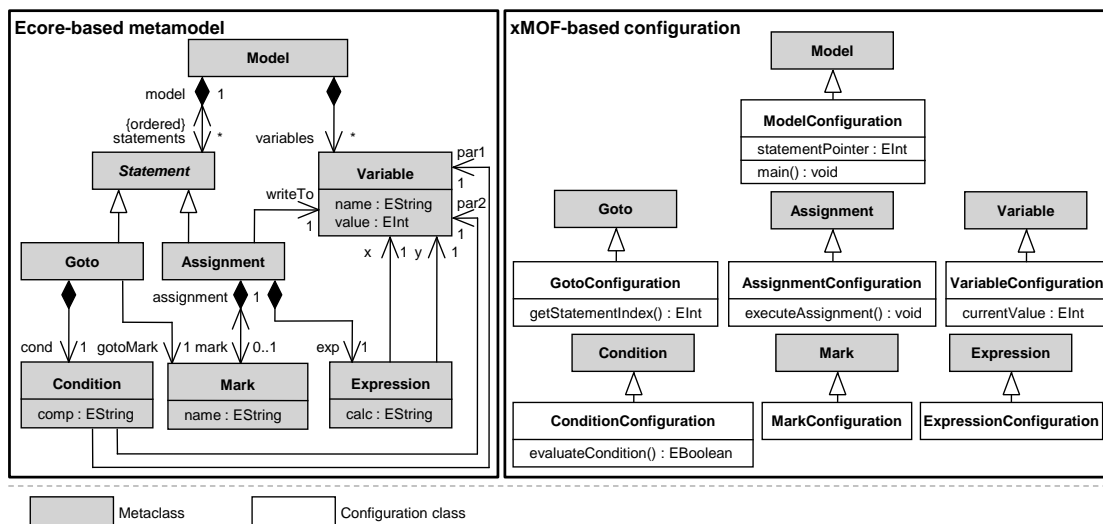 Ecore-based metamodel
Model
model 1
{ordered}
statements *
variables *
Statement
Variable
name : EString
value : EInt
par1
1
par2
1
writeTo
1
Goto
Assignment
x 1 y 1
assignment 1
cond 1
gotoMark 1
mark 0..1
exp 1
Condition
comp : EString
Mark
name : EString
Expression
calc : EString
xMOF-based configuration
Model
ModelConfiguration
statementPointer : EInt
main() : void
Goto
Assignment
Variable
GotoConfiguration
getStatementIndex() : EInt
AssignmentConfiguration
executeAssignment() : void
VariableConfiguration
currentValue : EInt
Condition
Mark
Expression
ConditionConfiguration
evaluateCondition() : EBoolean
MarkConfiguration
ExpressionConfiguration
Metaclass
Configuration class